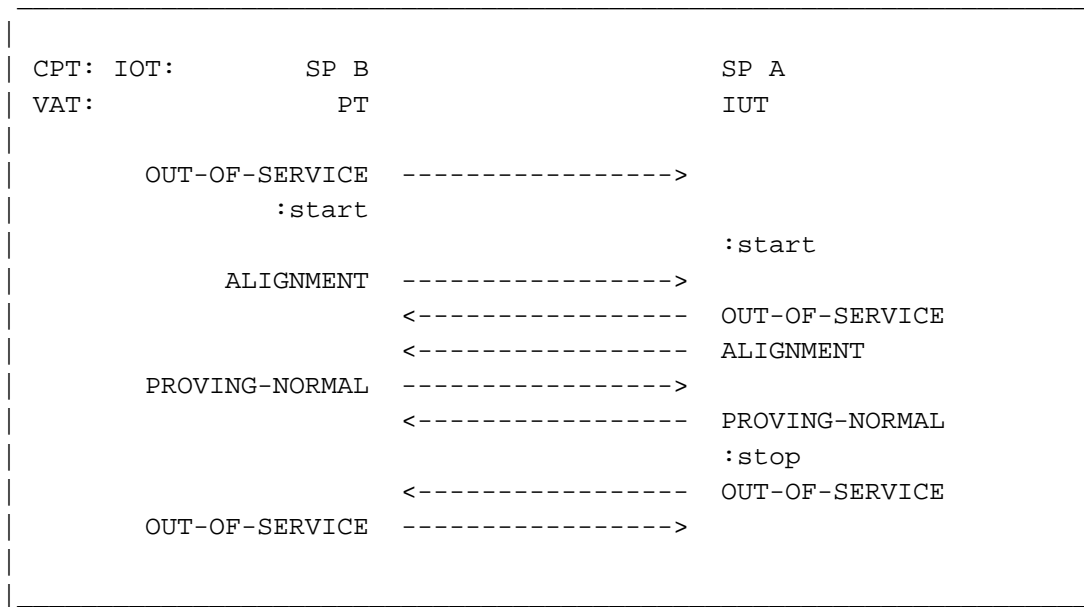 CPT: IOT: SP B SP A
VAT: PT IUT
OUT-OF-SERVICE ----------------->
:start
:start
ALIGNMENT ----------------->
<----------------- OUT-OF-SERVICE
<----------------- ALIGNMENT
PROVING-NORMAL ----------------->
<----------------- PROVING-NORMAL
:stop
<----------------- OUT-OF-SERVICE
OUT-OF-SERVICE ----------------->